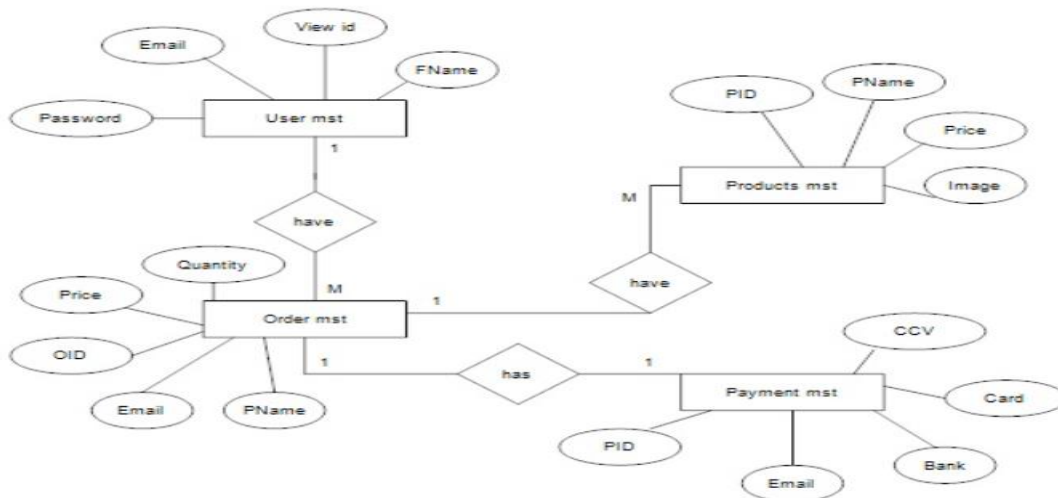 View id
Email
FName
Password
User mst
1
have
M
PID
PName
Price
Image
Products mst
M
have
1
Quantity
Price
OID
Email
PName
Order mst
1
has
1
CCV
Card
Payment mst
PID
Email
Bank